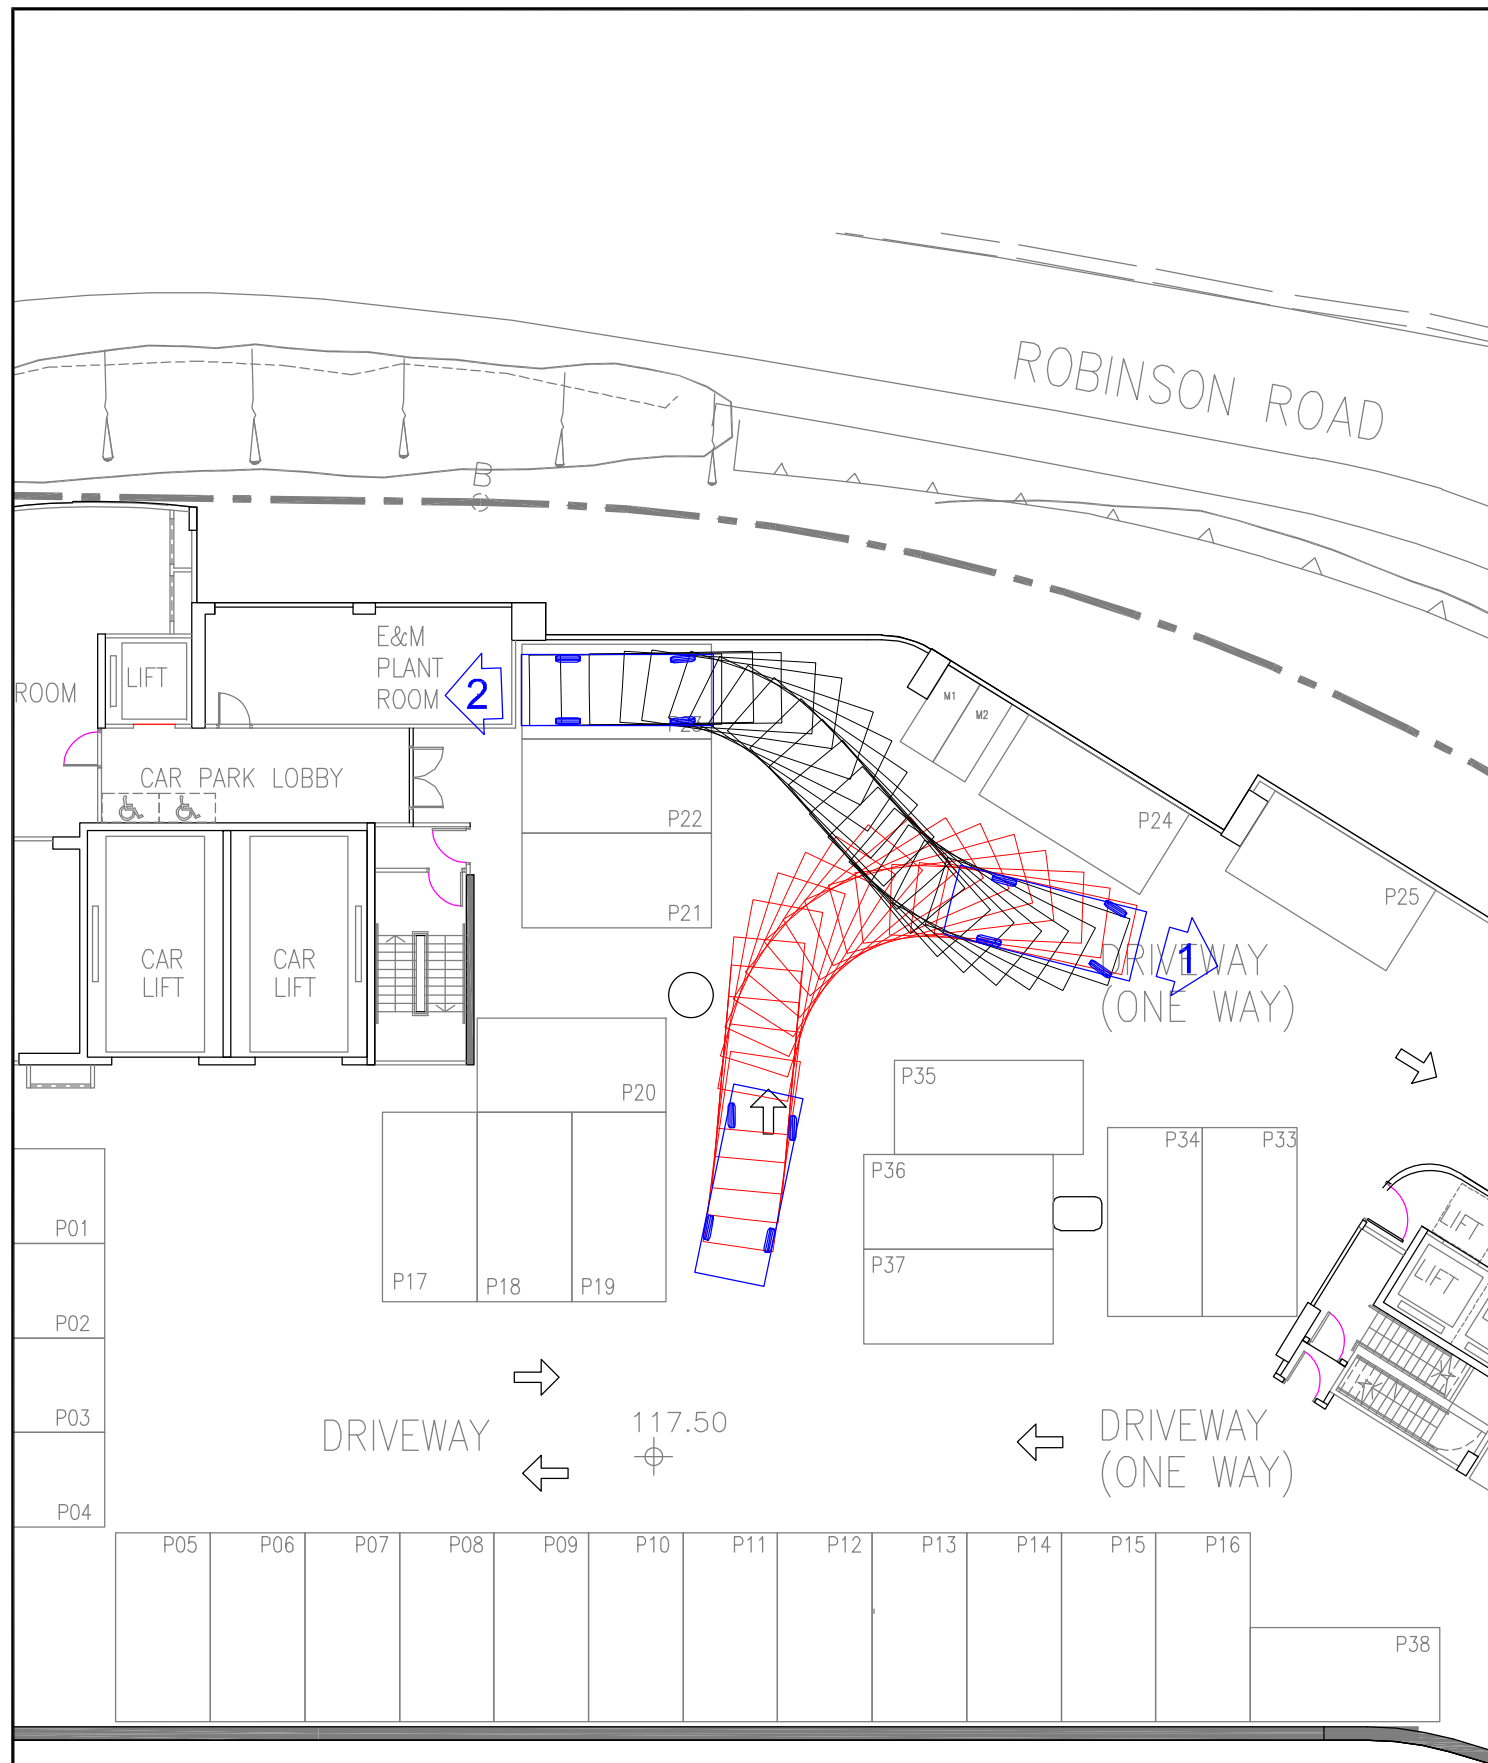 ROBINSON ROAD
B
E&M
PLANT
ROOM
2
ROOM
LIFT
M1
M2
P23
CAR PARK LOBBY
P22
P24
P21
P25
CAR
LIFT
CAR
LIFT
1
DRIVEWAY
(ONE WAY)
P20
P35
P34
P33
P36
P01
P17
P18
P19
P37
LIFT
LIFT
P02
P03
DRIVEWAY
117.50
DRIVEWAY
(ONE WAY)
P04
P05
P06
P07
P08
P09
P10
P11
P12
P13
P14
P15
P16
P38